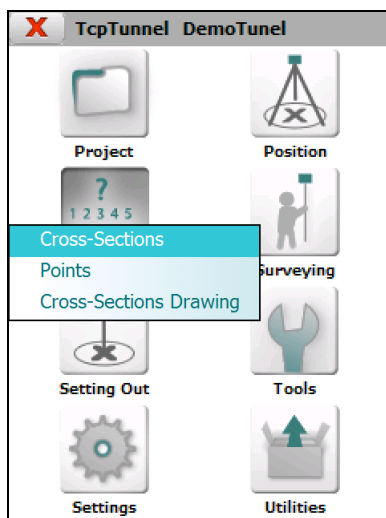 X TcpTunnel DemoTunel
Project Position
?
1 2 3 4 5
Cross-Sections
Points
Surveying
Cross-Sections Drawing
Setting Out Tools
Settings Utilities